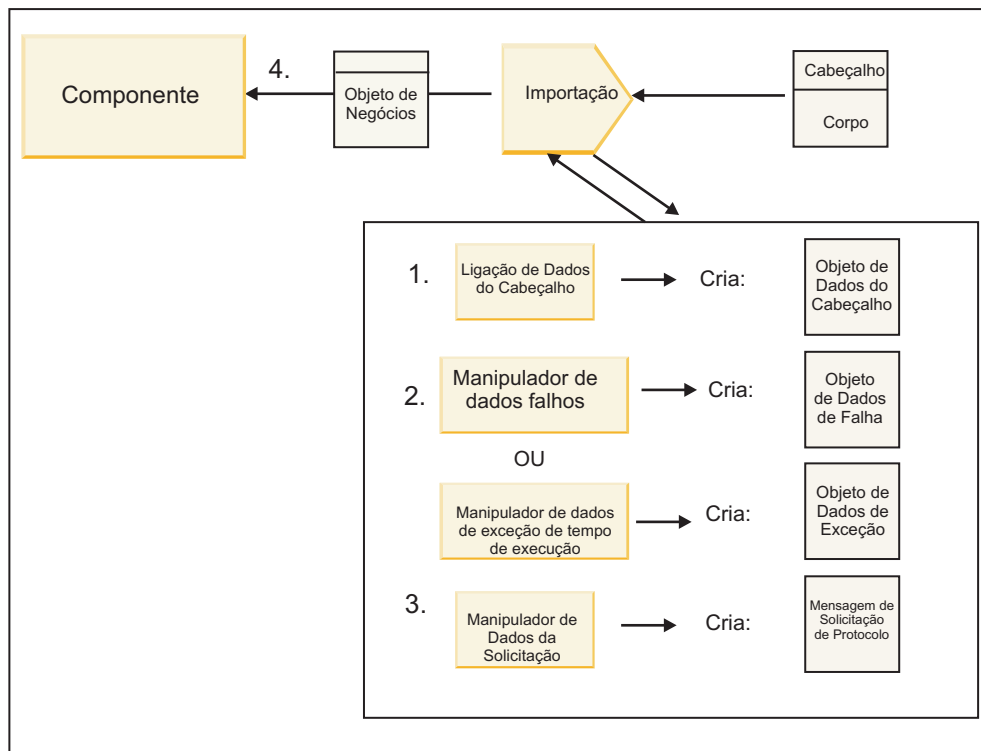 Componente
4.
Objeto de
Negócios
Importação
Cabeçalho
Corpo
1.
Ligação de Dados
do Cabeçalho
Cria:
Objeto de
Dados do
Cabeçalho
2.
Manipulador de
dados falhos
Cria:
Objeto
de Dados
de Falha
OU
Manipulador de dados
de exceção de tempo
de execução
Cria:
Objeto de
Dados de
Exceção
3.
Manipulador de
Dados da
Solicitação
Cria:
Mensagem de
Solicitação
de Protocolo